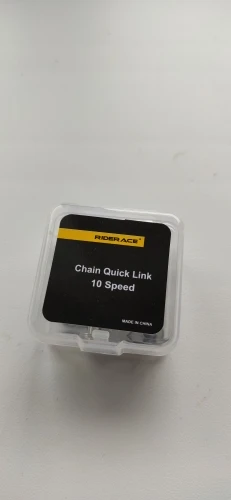 RIDERACE
Chain Quick Link
10 Speed
MADE IN CHINA